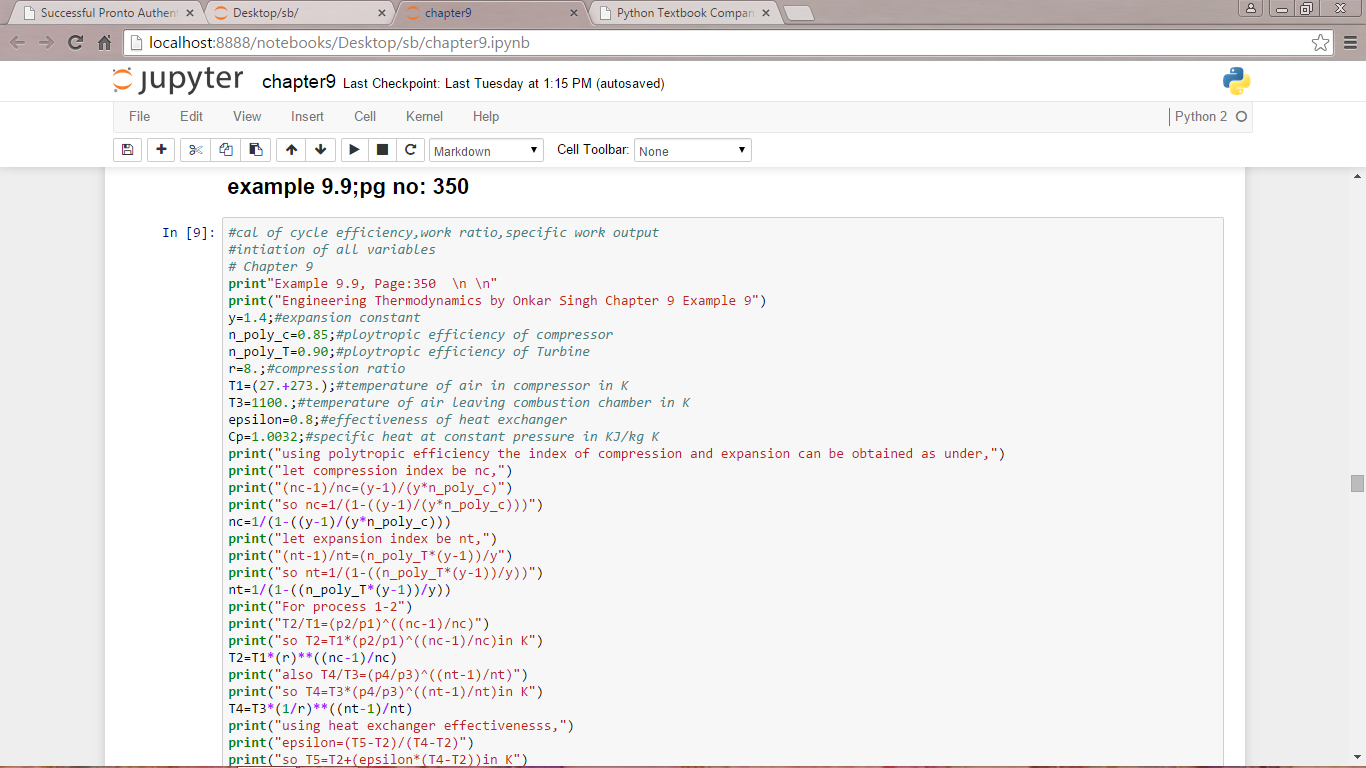 Successful Pronto Authen
Desktop/sb/
chapter9
Python Textbook Compan
localhost:8888/notebooks/Desktop/sb/chapter9.ipynb
jupyter chapter9 Last Checkpoint: Last Tuesday at 1:15 PM (autosaved)
File Edit View Insert Cell Kernel Help Python 2
Markdown Cell Toolbar: None
example 9.9;pg no: 350
In [9]:
#cal of cycle efficiency,work ratio,specific work output
#intiation of all variables
# Chapter 9
print"Example 9.9, Page:350  \n \n"
print("Engineering Thermodynamics by Onkar Singh Chapter 9 Example 9")
y=1.4;#expansion constant
n_poly_c=0.85;#ploytropic efficiency of compressor
n_poly_T=0.90;#ploytropic efficiency of Turbine
r=8.;#compression ratio
T1=(27.+273.);#temperature of air in compressor in K
T3=1100.;#temperature of air leaving combustion chamber in K
epsilon=0.8;#effectiveness of heat exchanger
Cp=1.0032;#specific heat at constant pressure in KJ/kg K
print("using polytropic efficiency the index of compression and expansion can be obtained as under,")
print("let compression index be nc,")
print("(nc-1)/nc=(y-1)/(y*n_poly_c)")
print("so nc=1/(1-((y-1)/(y*n_poly_c)))")
nc=1/(1-((y-1)/(y*n_poly_c)))
print("let expansion index be nt,")
print("(nt-1)/nt=(n_poly_T*(y-1))/y")
print("so nt=1/(1-((n_poly_T*(y-1))/y))")
nt=1/(1-((n_poly_T*(y-1))/y))
print("For process 1-2")
print("T2/T1=(p2/p1)^((nc-1)/nc)")
print("so T2=T1*(p2/p1)^((nc-1)/nc)in K")
T2=T1*(r)**((nc-1)/nc)
print("also T4/T3=(p4/p3)^((nt-1)/nt)")
print("so T4=T3*(p4/p3)^((nt-1)/nt)in K")
T4=T3*(1/r)**((nt-1)/nt)
print("using heat exchanger effectivenesss,")
print("epsilon=(T5-T2)/(T4-T2)")
print("so T5=T2+(epsilon*(T4-T2))in K")